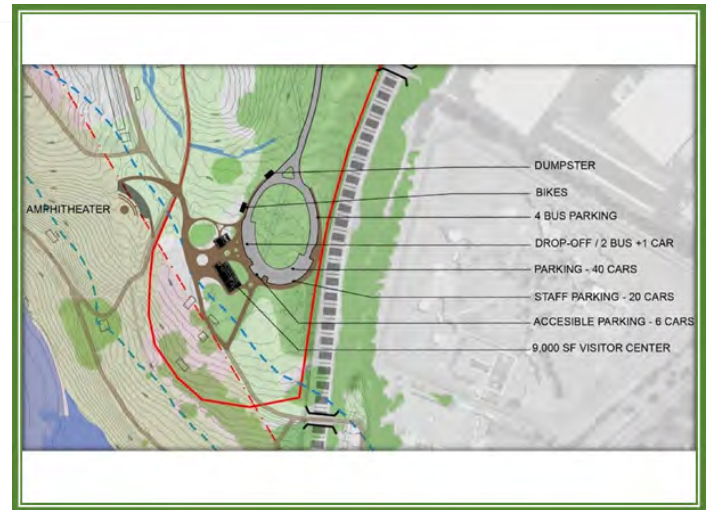 DUMPSTER
BIKES
4 BUS PARKING
AMPHITHEATER
DROP-OFF / 2 BUS +1 CAR
PARKING - 40 CARS
STAFF PARKING - 20 CARS
ACCESIBLE PARKING - 6 CARS
9,000 SF VISITOR CENTER